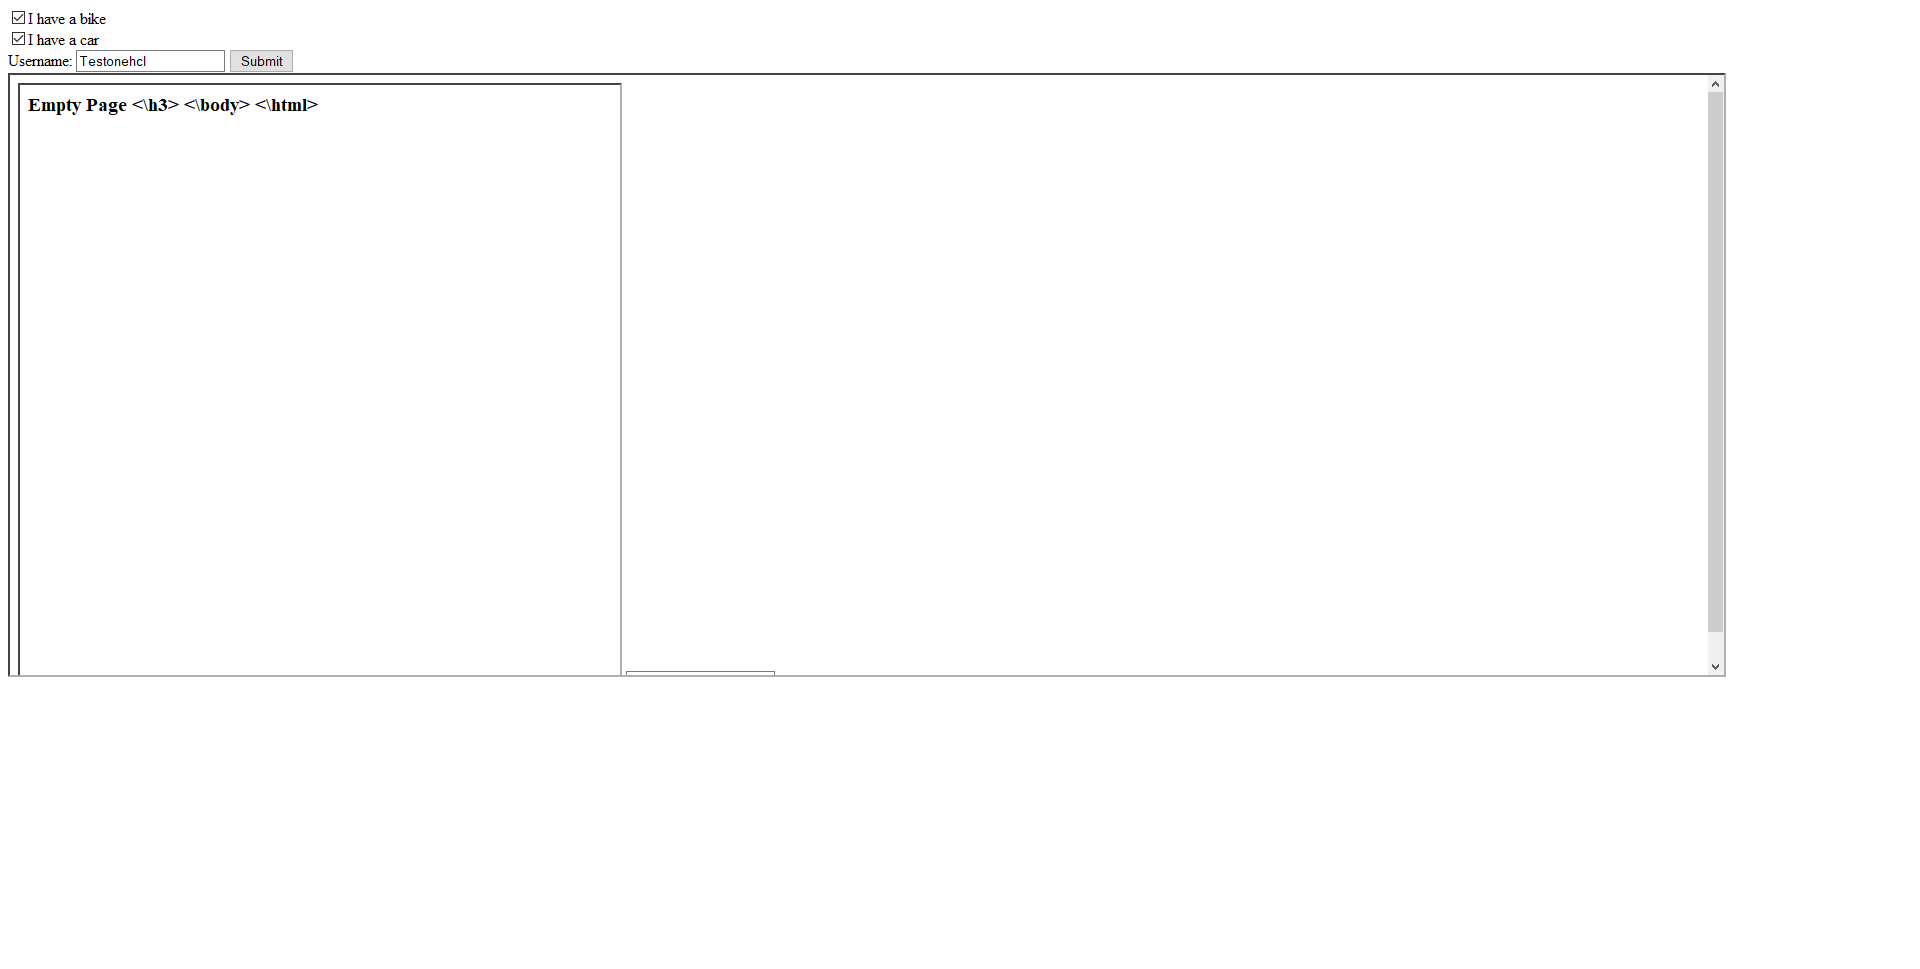 I have a bike
I have a car
Username: Testonehcl Submit
Empty Page <\h3> <\body> <\html>